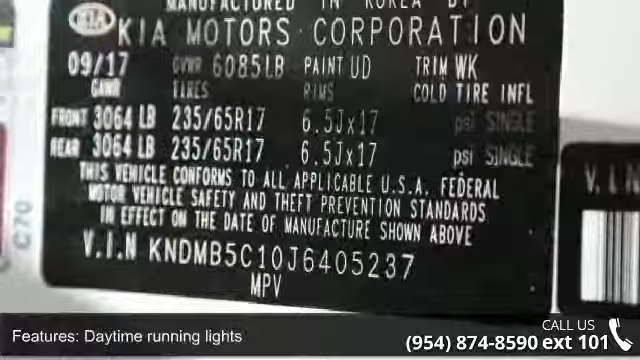 MANUFACTURED IN KOREA BY
KIA KIA MOTORS CORPORATION
09/17 GVWR 6085LB PAINT UD TRIM WK
GAWR TIRES RIMS COLD TIRE INFL
FRONT 3064 LB 235/65R17 6.5Jx17 psi SINGLE
REAR 3064 LB 235/65R17 6.5Jx17 psi SINGLE
THIS VEHICLE CONFORMS TO ALL APPLICABLE U.S.A. FEDERAL
MOTOR VEHICLE SAFETY AND THEFT PREVENTION STANDARDS
IN EFFECT ON THE DATE OF MANUFACTURE SHOWN ABOVE
V.I.N KNDMB5C10J6405237
MPV
C70
V.I.N
Features: Daytime running lights
CALL US
(954) 874-8590 ext 101